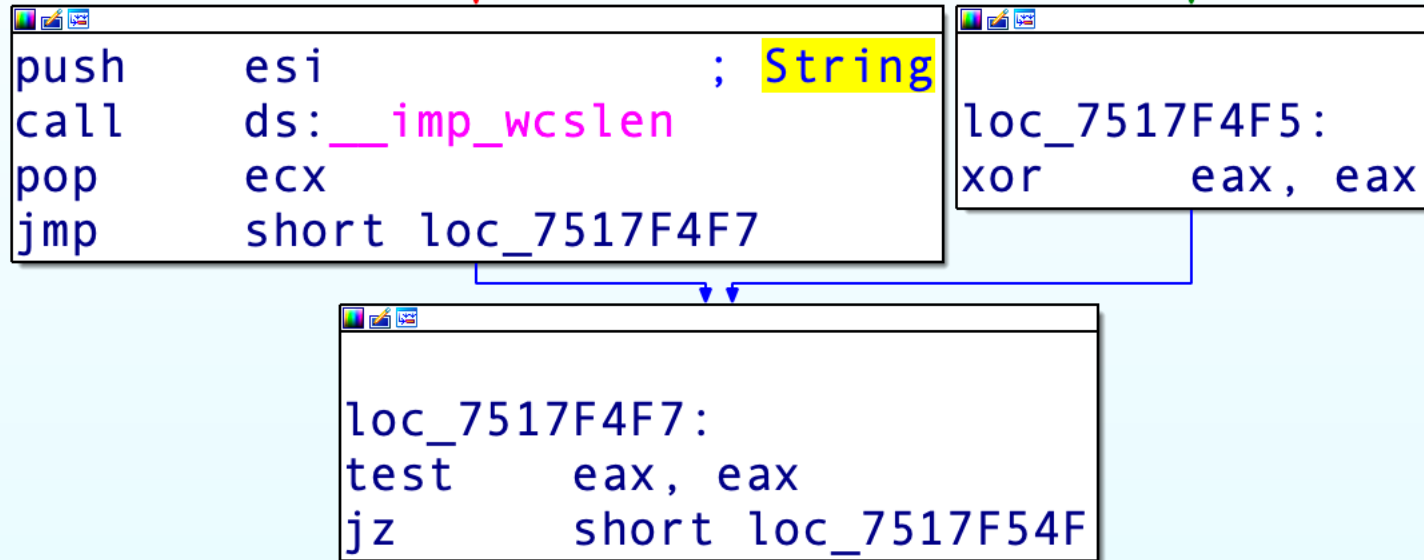 push esi ; String
call ds:__imp_wcslen
pop ecx
jmp short loc_7517F4F7
loc_7517F4F5:
xor eax, eax
loc_7517F4F7:
test eax, eax
jz short loc_7517F54F